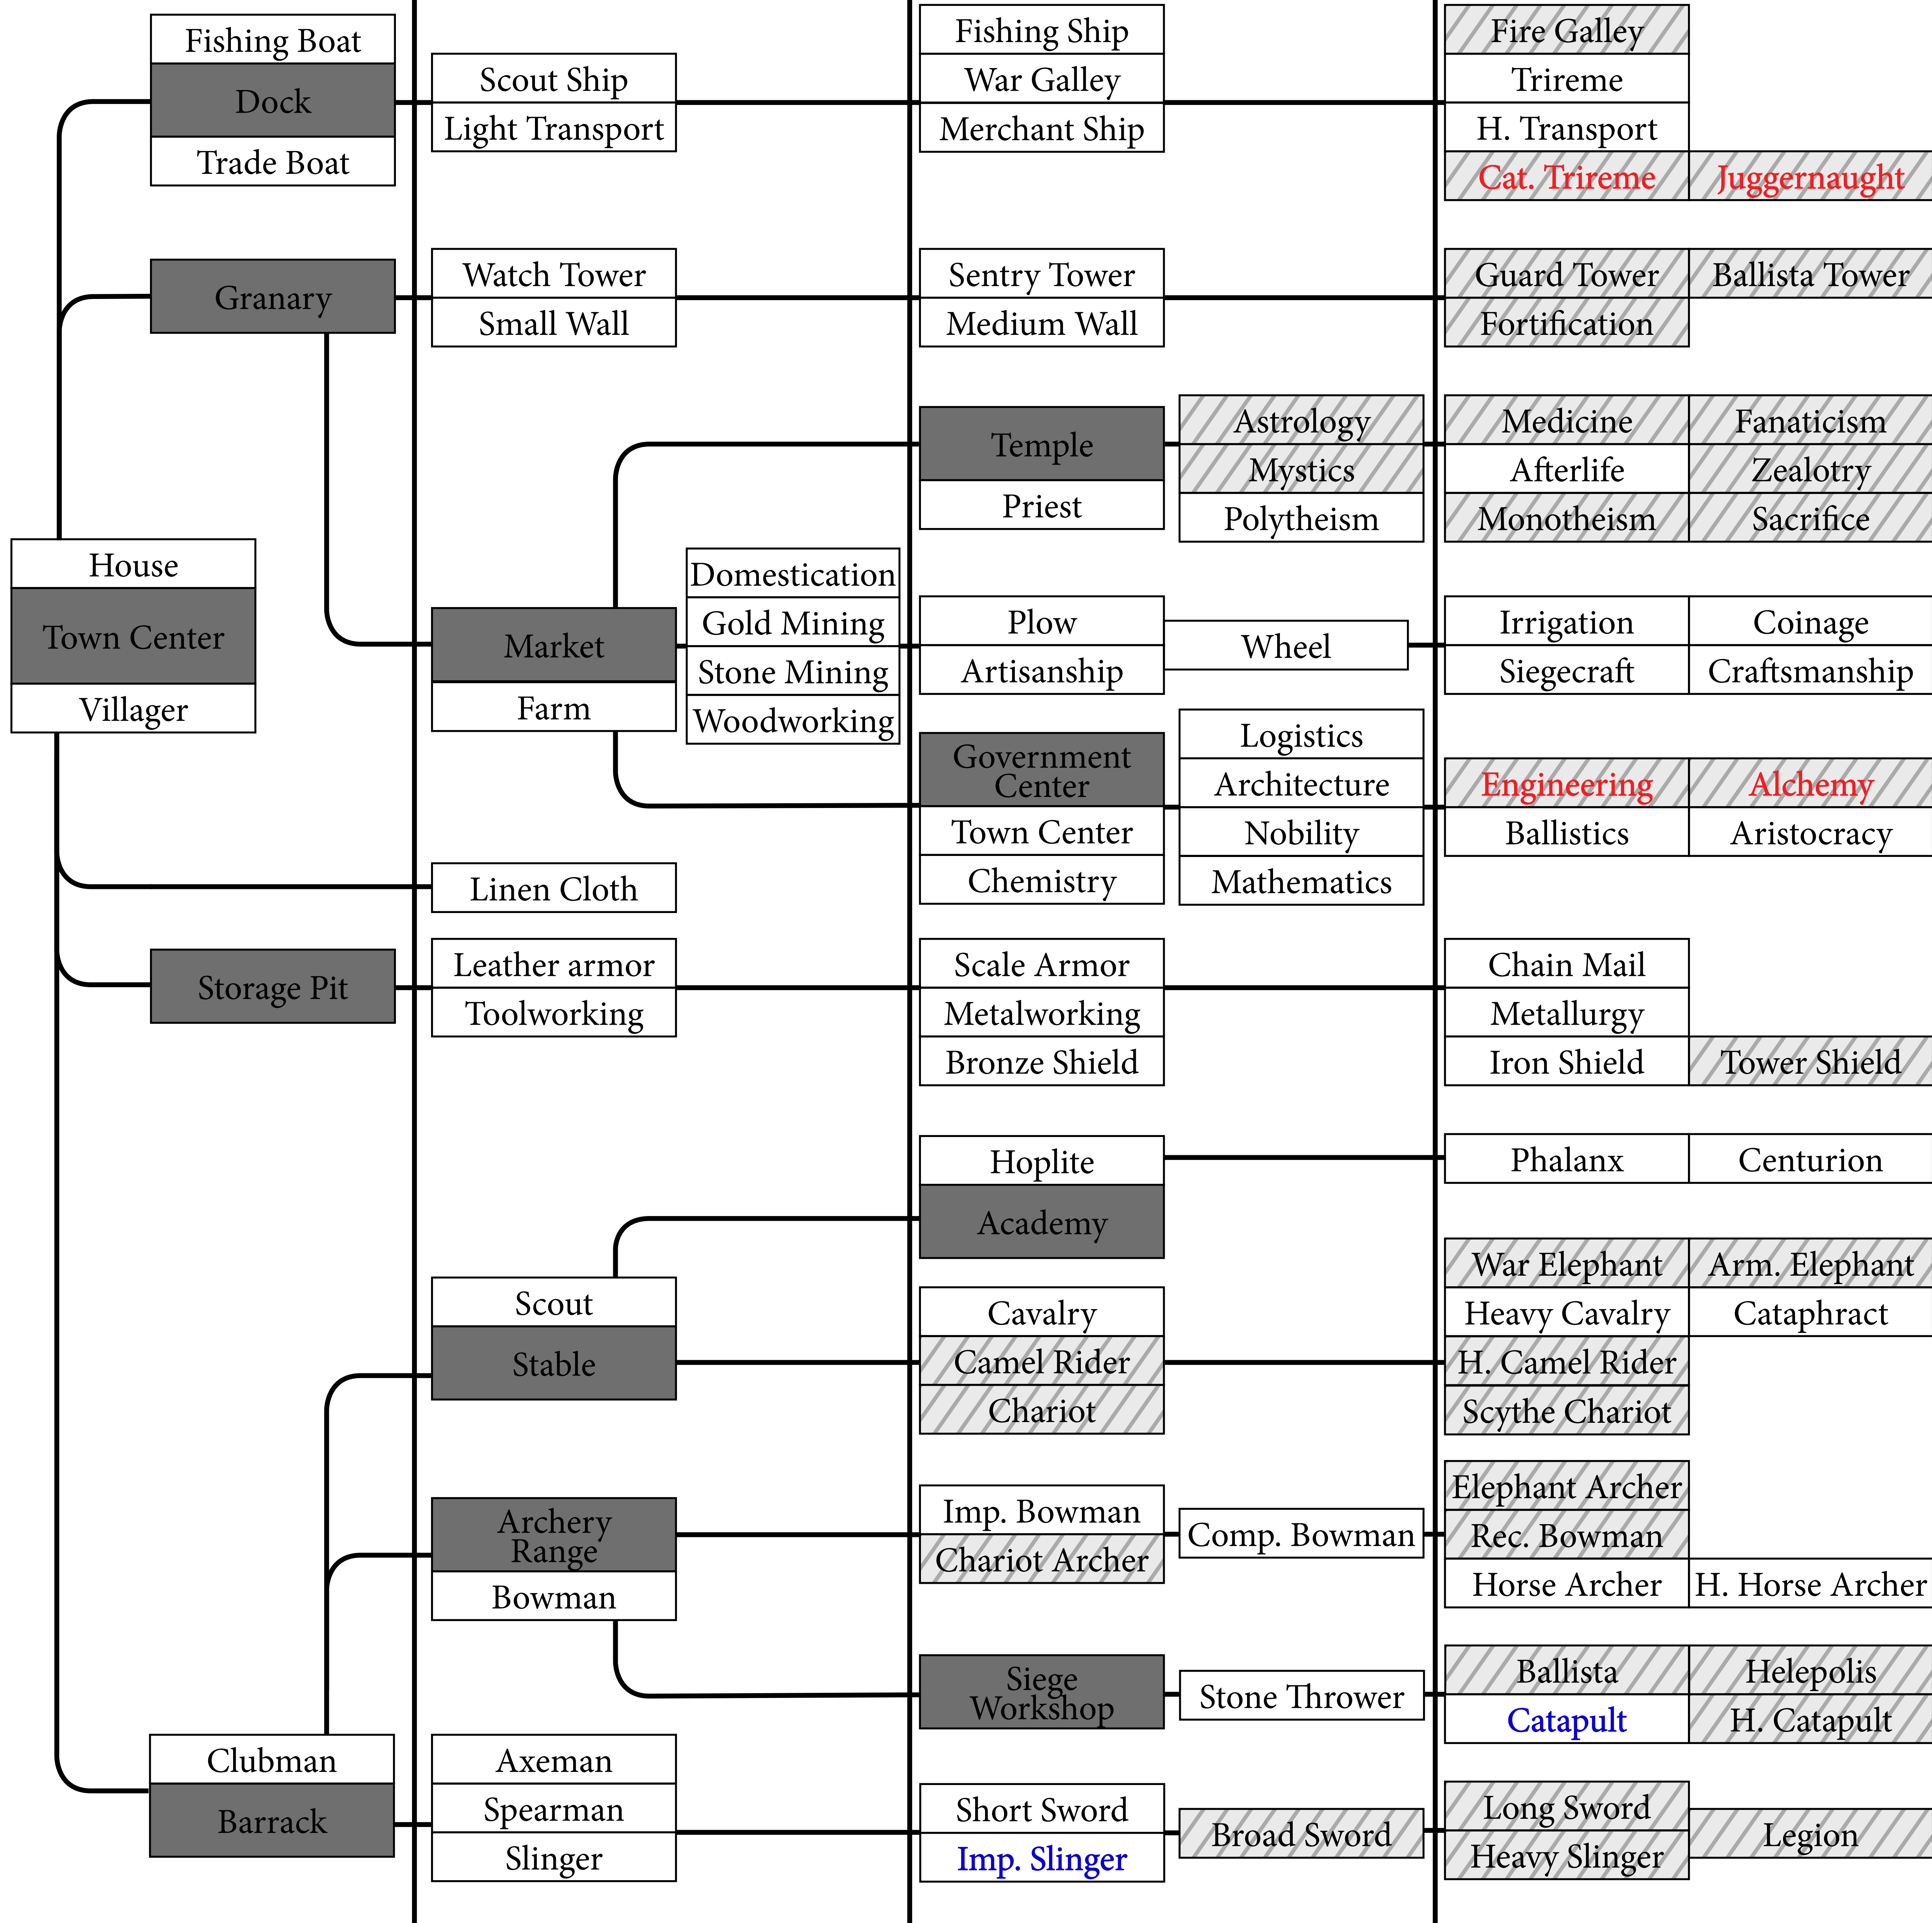 Fishing Boat
Dock
Trade Boat
Scout Ship
Light Transport
Fishing Ship
War Galley
Merchant Ship
Fire Galley
Trireme
H. Transport
Cat. Trireme
Juggernaught
Granary
Watch Tower
Small Wall
Sentry Tower
Medium Wall
Guard Tower
Ballista Tower
Fortification
Temple
Priest
Astrology
Mystics
Polytheism
Medicine
Fanaticism
Afterlife
Zealotry
Monotheism
Sacrifice
House
Town Center
Villager
Market
Farm
Domestication
Gold Mining
Stone Mining
Woodworking
Plow
Artisanship
Wheel
Irrigation
Coinage
Siegecraft
Craftsmanship
Government
Center
Town Center
Chemistry
Logistics
Architecture
Nobility
Mathematics
Engineering
Alchemy
Ballistics
Aristocracy
Linen Cloth
Storage Pit
Leather armor
Toolworking
Scale Armor
Metalworking
Bronze Shield
Chain Mail
Metallurgy
Iron Shield
Tower Shield
Hoplite
Academy
Phalanx
Centurion
Scout
Stable
Cavalry
Camel Rider
Chariot
War Elephant
Arm. Elephant
Heavy Cavalry
Cataphract
H. Camel Rider
Scythe Chariot
Archery
Range
Bowman
Imp. Bowman
Chariot Archer
Comp. Bowman
Elephant Archer
Rec. Bowman
Horse Archer
H. Horse Archer
Siege
Workshop
Stone Thrower
Ballista
Helepolis
Catapult
H. Catapult
Clubman
Barrack
Axeman
Spearman
Slinger
Short Sword
Imp. Slinger
Broad Sword
Long Sword
Heavy Slinger
Legion